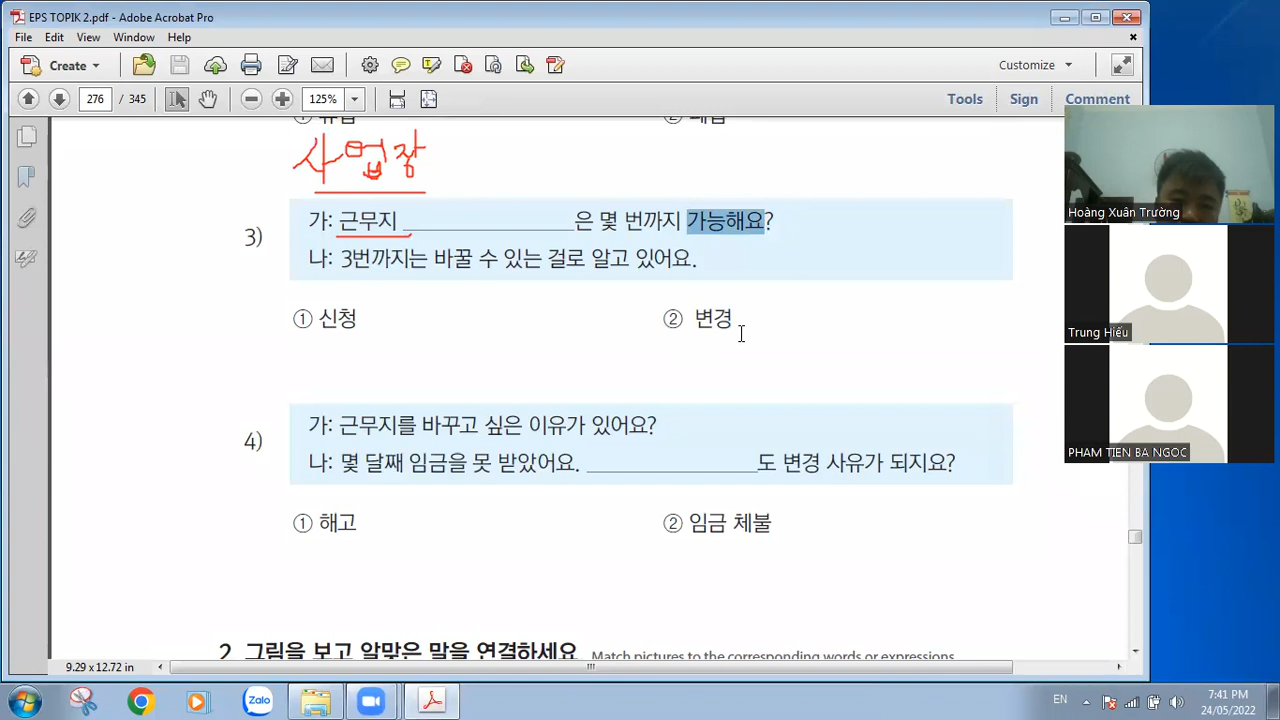 EPS TOPIK 2.pdf - Adobe Acrobat Pro
File Edit View Window Help
Create Customize
276 / 345 125% Tools Sign Comment
사업장
3) 가: 근무지 ______ 은 몇 번까지 가능해요?
나: 3번까지는 바꿀 수 있는 걸로 알고 있어요.
① 신청 ② 변경
4) 가: 근무지를 바꾸고 싶은 이유가 있어요?
나: 몇 달째 임금을 못 받았어요. ______도 변경 사유가 되지요?
① 해고 ② 임금 체불
2 그림을 보고 알맞은 말을 연결하세요 Match pictures to the corresponding words or expressions
9.29 x 12.72 in
Hoàng Xuân Trường
Trung Hiếu
PHAM TIEN BA NGOC
Zalo
EN
7:41 PM
24/05/2022